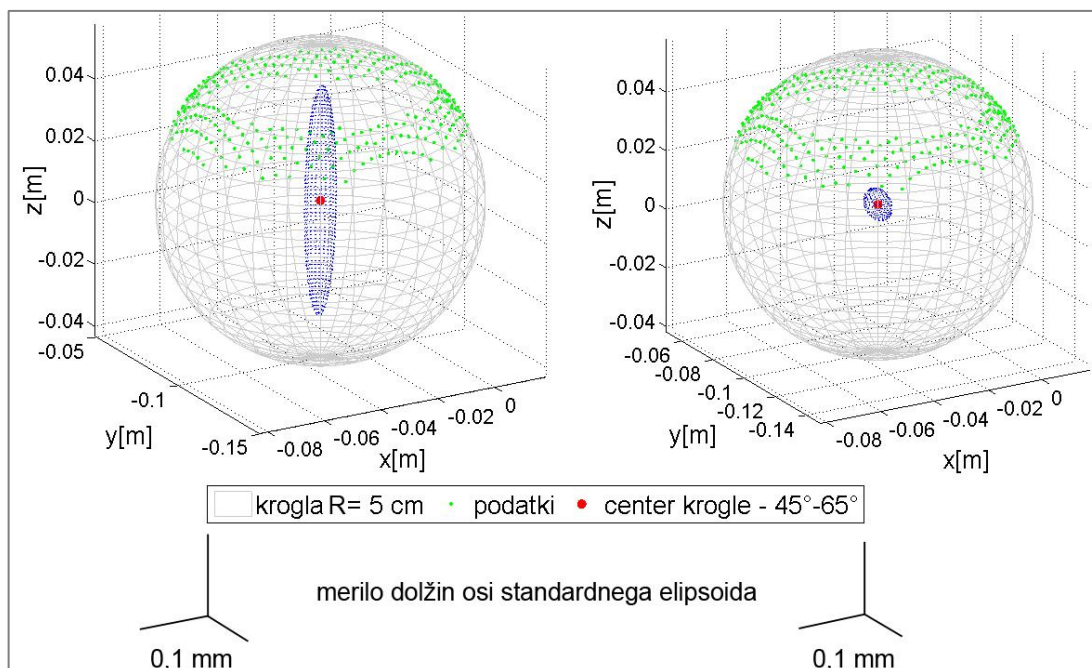 0.04
0.02
0
-0.02
-0.04
z[m]
-0.05
-0.1
-0.15
y[m]
-0.08
-0.06
-0.04
-0.02
0
x[m]
0.04
0.02
0
-0.02
-0.04
z[m]
-0.06
-0.08
-0.1
-0.12
-0.14
y[m]
-0.08
-0.06
-0.04
-0.02
0
x[m]
krogla R= 5 cm podatki center krogle - 45°-65°
merilo dolžin osi standardnega elipsoida
0,1 mm
0,1 mm